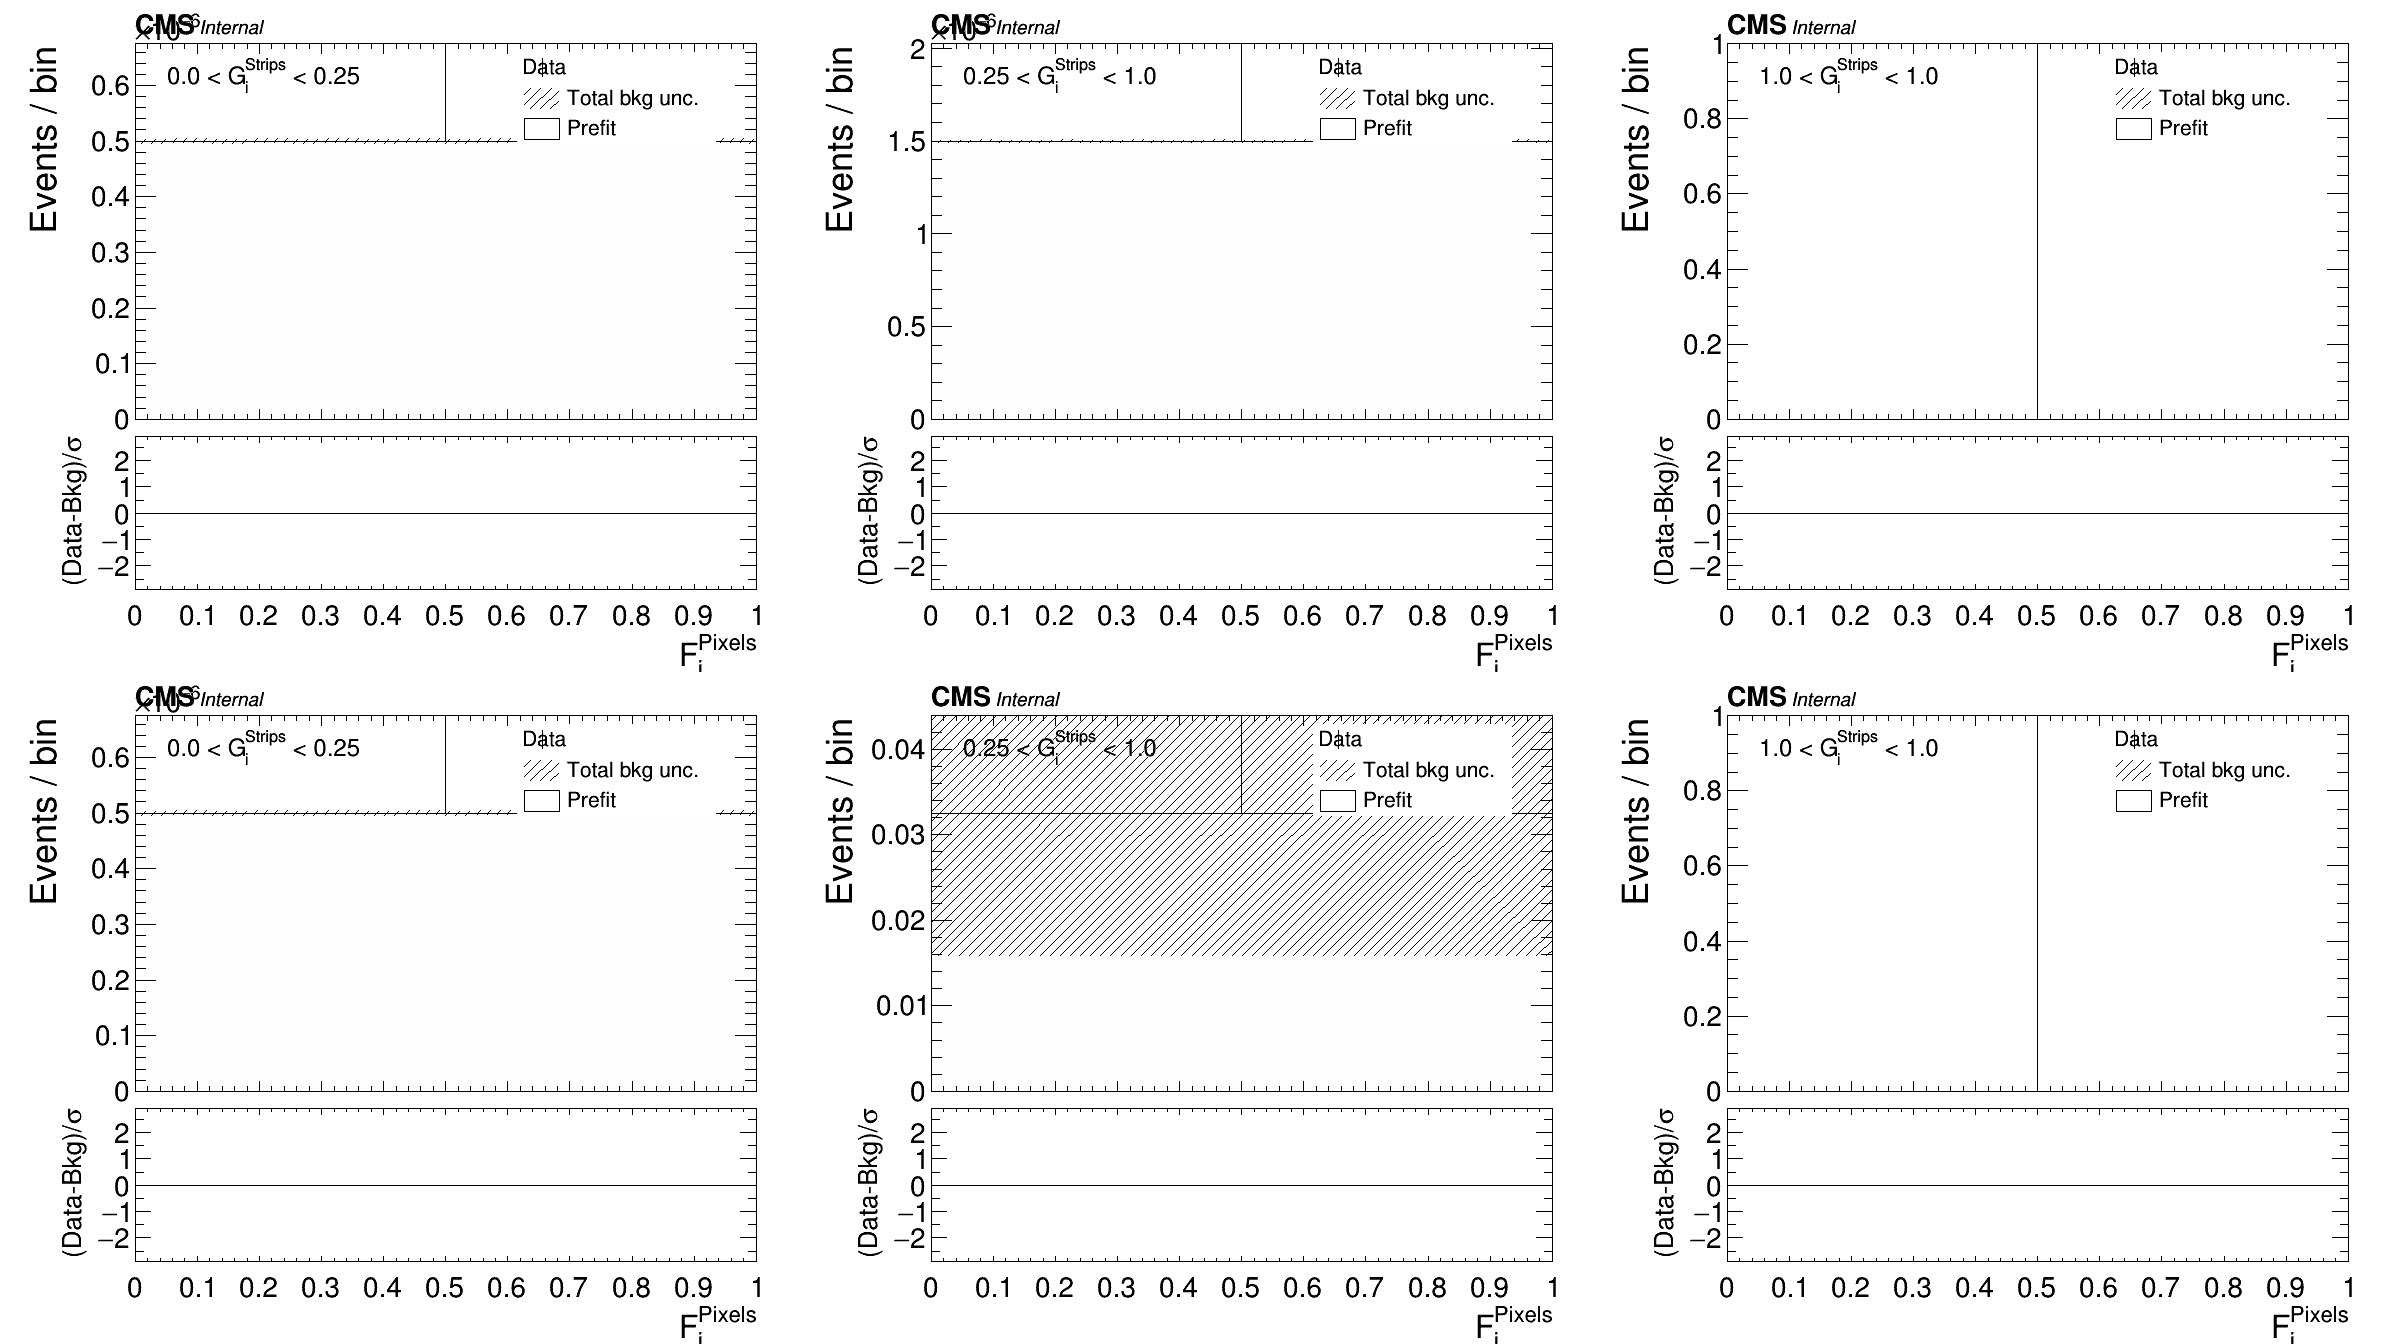 CMS Internal
×10⁻⁶
Events / bin
0.0 < G_i^Strips < 0.25
Data
Total bkg unc.
Prefit
0.6
0.5
0.4
0.3
0.2
0.1
0
(Data-Bkg)/σ
2
1
0
−1
−2
0 0.1 0.2 0.3 0.4 0.5 0.6 0.7 0.8 0.9 1
F_i^Pixels
CMS Internal
×10⁻⁶
Events / bin
0.25 < G_i^Strips < 1.0
Data
Total bkg unc.
Prefit
2
1.5
1
0.5
0
(Data-Bkg)/σ
2
1
0
−1
−2
0 0.1 0.2 0.3 0.4 0.5 0.6 0.7 0.8 0.9 1
F_i^Pixels
CMS Internal
Events / bin
1.0 < G_i^Strips < 1.0
Data
Total bkg unc.
Prefit
1
0.8
0.6
0.4
0.2
0
(Data-Bkg)/σ
2
1
0
−1
−2
0 0.1 0.2 0.3 0.4 0.5 0.6 0.7 0.8 0.9 1
F_i^Pixels
CMS Internal
×10⁻⁶
Events / bin
0.0 < G_i^Strips < 0.25
Data
Total bkg unc.
Prefit
0.6
0.5
0.4
0.3
0.2
0.1
0
(Data-Bkg)/σ
2
1
0
−1
−2
0 0.1 0.2 0.3 0.4 0.5 0.6 0.7 0.8 0.9 1
F_i^Pixels
CMS Internal
Events / bin
0.25 < G_i^Strips < 1.0
Data
Total bkg unc.
Prefit
0.04
0.03
0.02
0.01
0
(Data-Bkg)/σ
2
1
0
−1
−2
0 0.1 0.2 0.3 0.4 0.5 0.6 0.7 0.8 0.9 1
F_i^Pixels
CMS Internal
Events / bin
1.0 < G_i^Strips < 1.0
Data
Total bkg unc.
Prefit
1
0.8
0.6
0.4
0.2
0
(Data-Bkg)/σ
2
1
0
−1
−2
0 0.1 0.2 0.3 0.4 0.5 0.6 0.7 0.8 0.9 1
F_i^Pixels